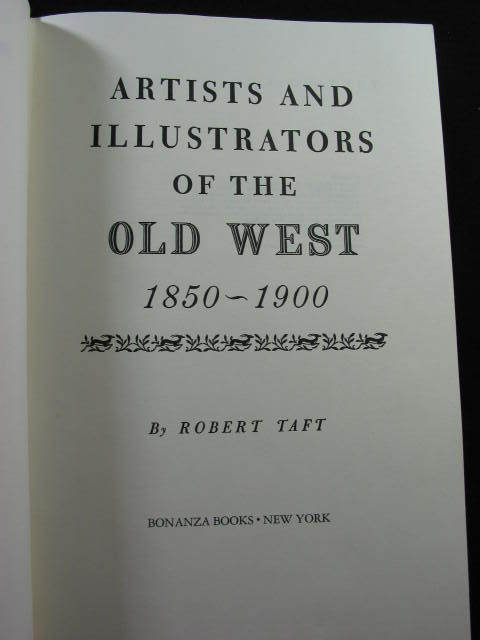 ARTISTS AND
ILLUSTRATORS
OF THE
OLD WEST
1850–1900
By ROBERT TAFT
BONANZA BOOKS • NEW YORK